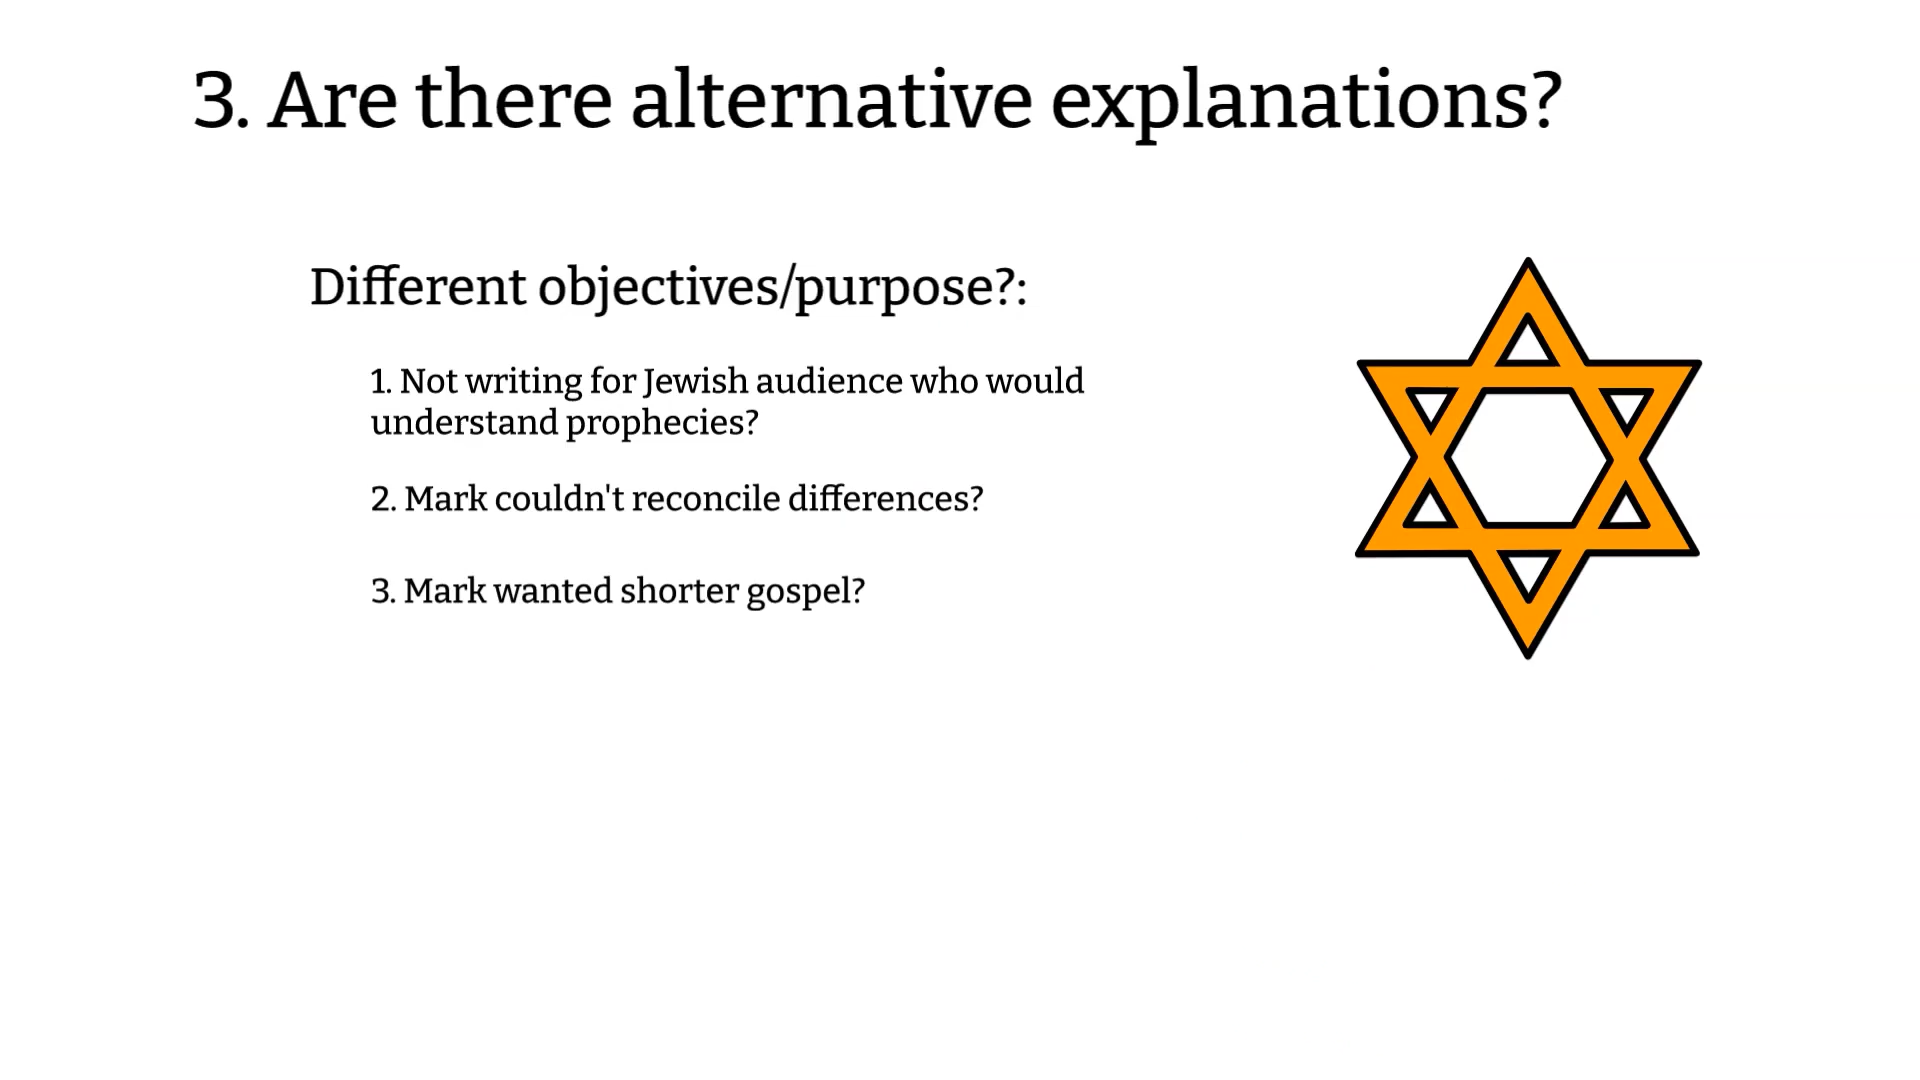 3. Are there alternative explanations?
Different objectives/purpose?:
1. Not writing for Jewish audience who would
understand prophecies?
2. Mark couldn't reconcile differences?
3. Mark wanted shorter gospel?